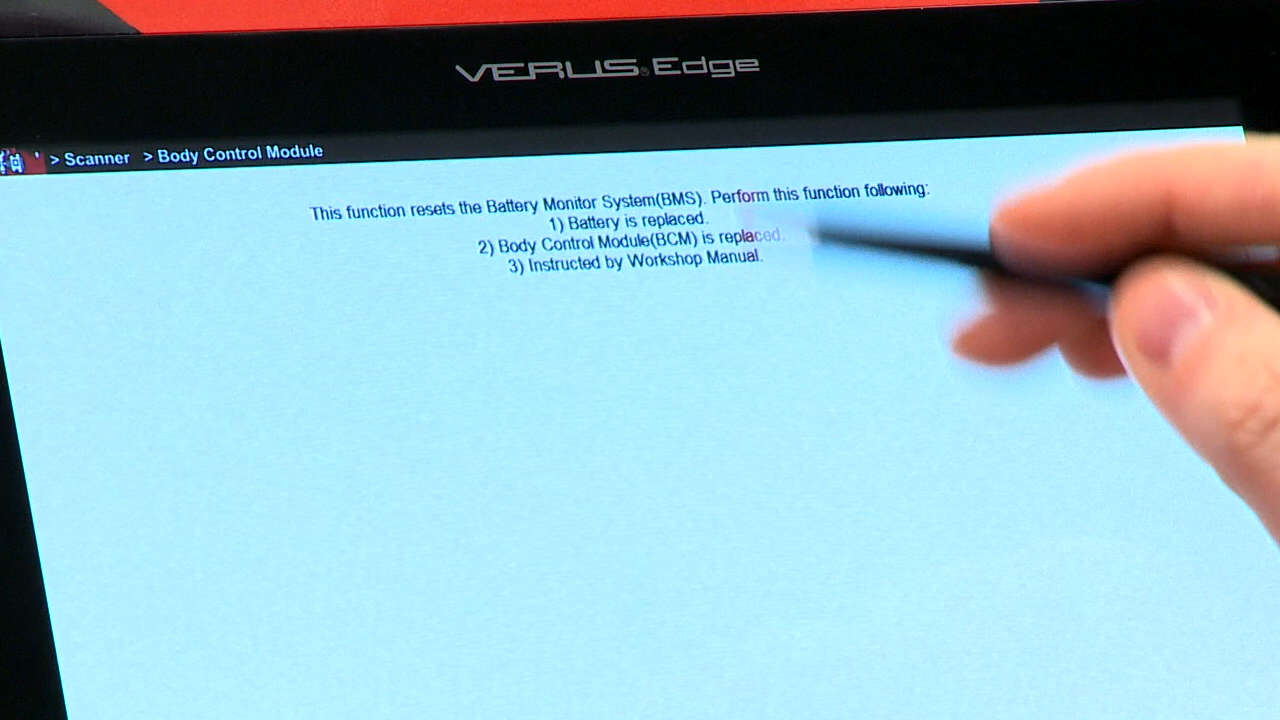 VERUS® Edge
> Scanner > Body Control Module
This function resets the Battery Monitor System(BMS). Perform this function following:
1) Battery is replaced.
2) Body Control Module(BCM) is replaced.
3) Instructed by Workshop Manual.